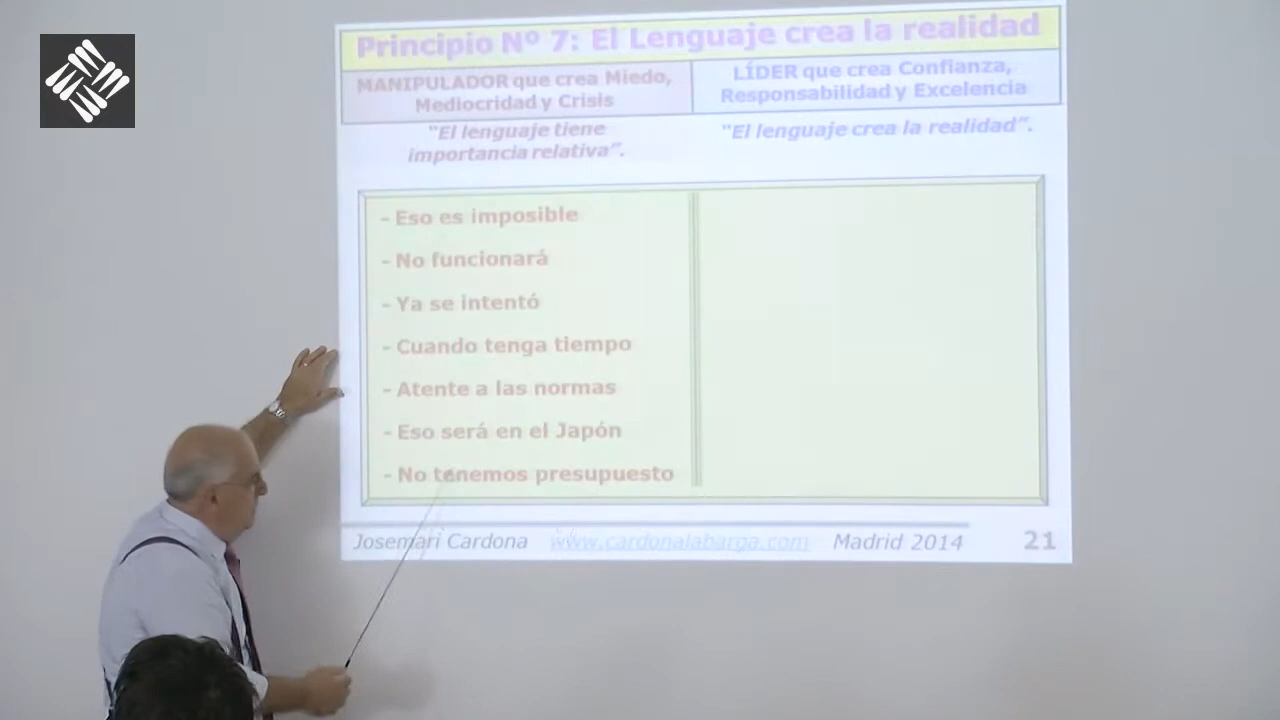 Principio Nº 7: El Lenguaje crea la realidad
MANIPULADOR que crea Miedo,
Mediocridad y Crisis
LÍDER que crea Confianza,
Responsabilidad y Excelencia
"El lenguaje tiene
importancia relativa".
"El lenguaje crea la realidad".
- Eso es imposible
- No funcionará
- Ya se intentó
- Cuando tenga tiempo
- Atente a las normas
- Eso será en el Japón
- No tenemos presupuesto
Josemari Cardona www.cardonalabarga.com Madrid 2014 21